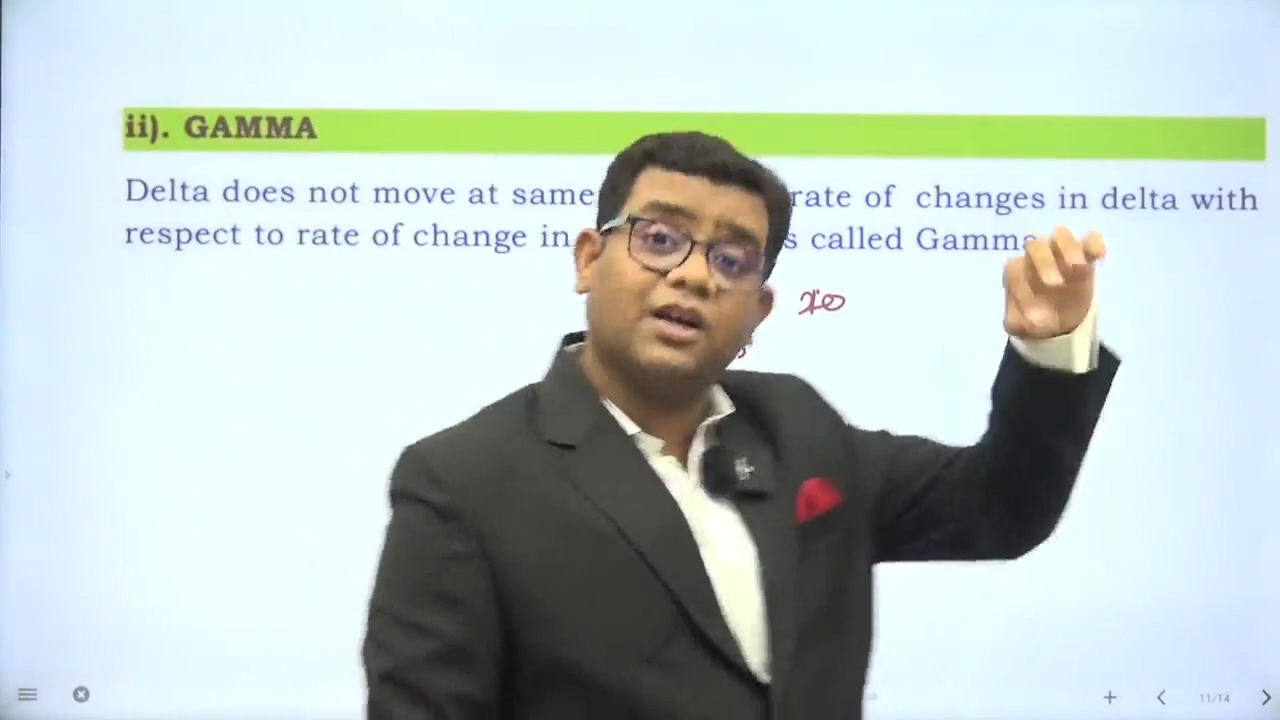 ii). GAMMA
Delta does not move at same rate of changes in delta with
respect to rate of change in called Gamma
11/14